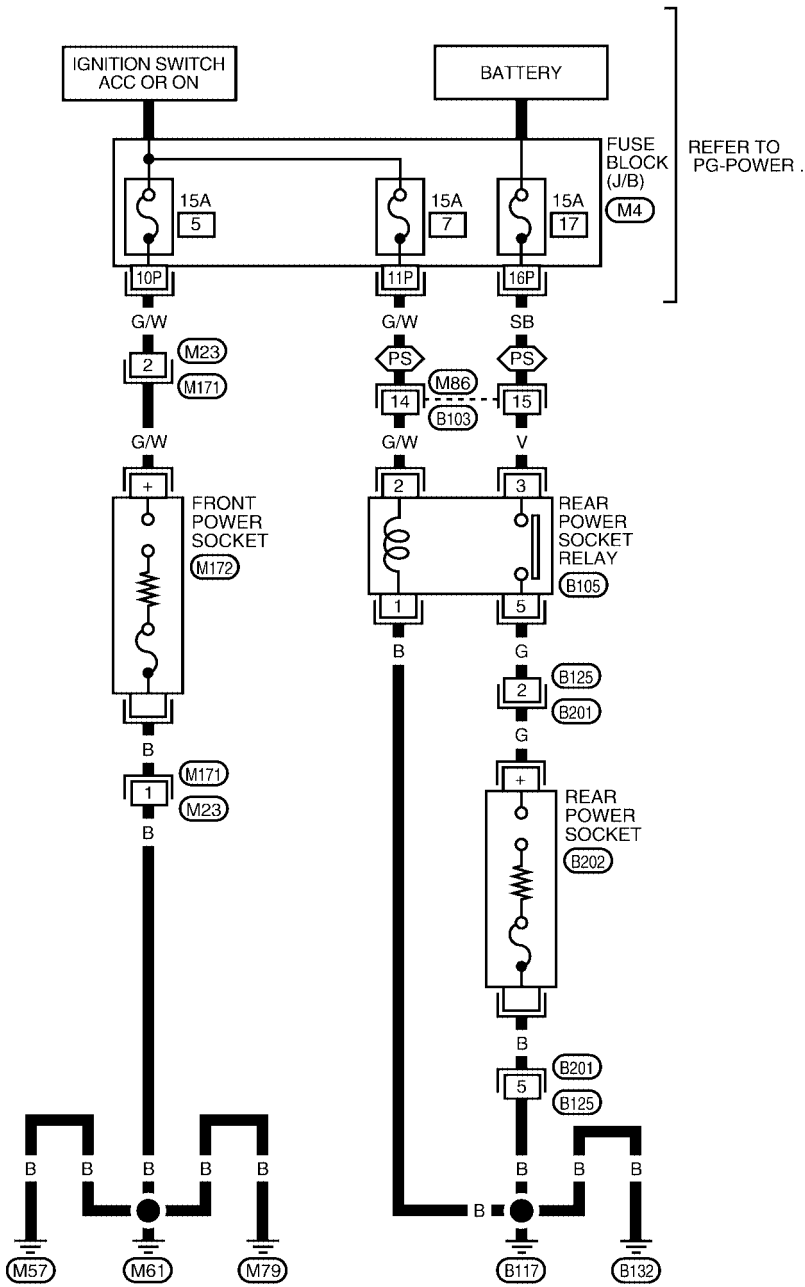 IGNITION SWITCH
ACC OR ON
BATTERY
FUSE
BLOCK
(J/B)
M4
REFER TO
PG-POWER .
15A
5
15A
7
15A
17
10P
11P
16P
G/W
G/W
SB
PS
PS
2
M23
M171
14
M86
B103
15
G/W
G/W
V
+
FRONT
POWER
SOCKET
M172
2
3
REAR
POWER
SOCKET
RELAY
B105
1
5
B
G
2
B125
B201
G
B
1
M171
M23
B
+
REAR
POWER
SOCKET
B202
B
5
B201
B125
B
B
B
B
B
B
B
B
B
M57
M61
M79
B117
B132